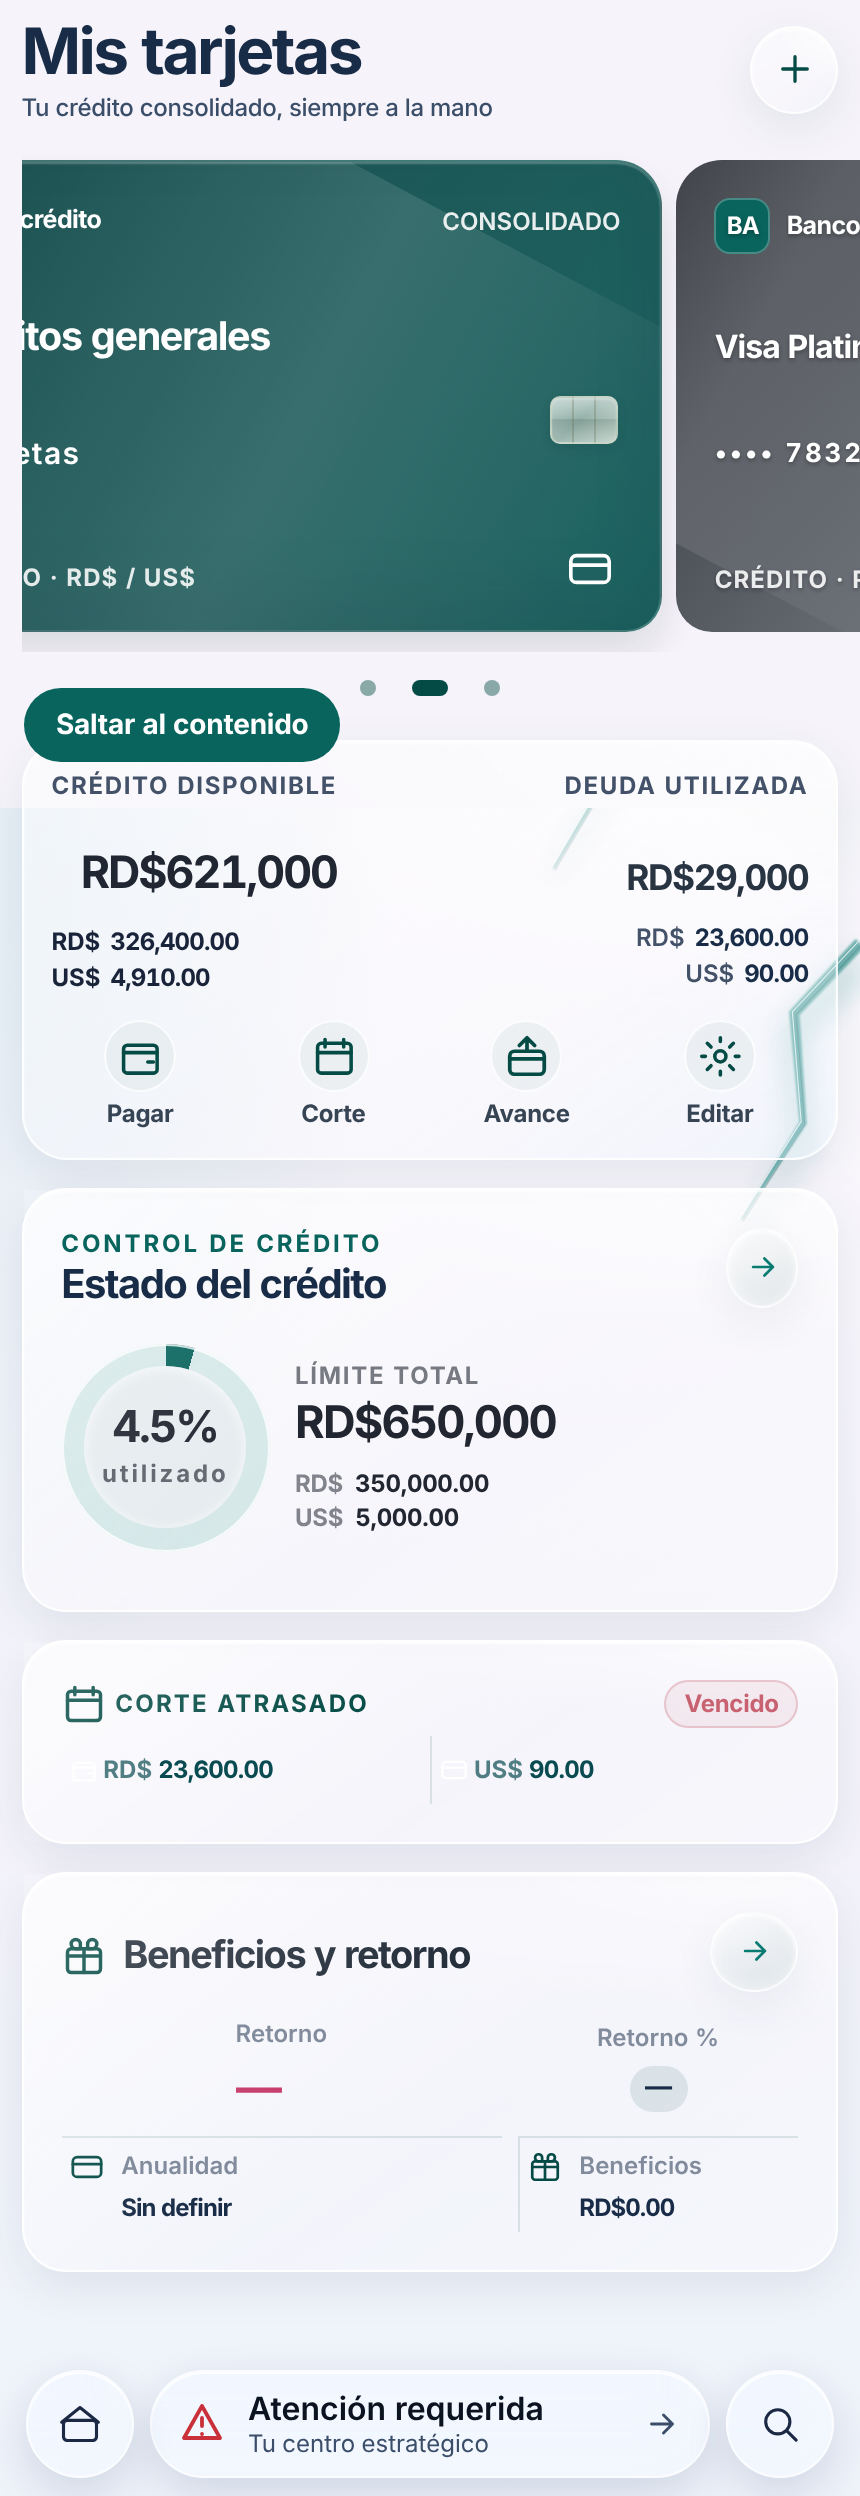 Mis tarjetas
Tu crédito consolidado, siempre a la mano
crédito
CONSOLIDADO
itos generales
etas
O · RD$ / US$
BA Banco
Visa Platin
•••• 7832
CRÉDITO ·
Saltar al contenido
CRÉDITO DISPONIBLE
DEUDA UTILIZADA
RD$621,000
RD$29,000
RD$ 326,400.00
RD$ 23,600.00
US$ 4,910.00
US$ 90.00
Pagar
Corte
Avance
Editar
CONTROL DE CRÉDITO
Estado del crédito
4.5%
utilizado
LÍMITE TOTAL
RD$650,000
RD$ 350,000.00
US$ 5,000.00
CORTE ATRASADO
Vencido
RD$ 23,600.00
US$ 90.00
Beneficios y retorno
Retorno
—
Retorno %
—
Anualidad
Sin definir
Beneficios
RD$0.00
Atención requerida
Tu centro estratégico